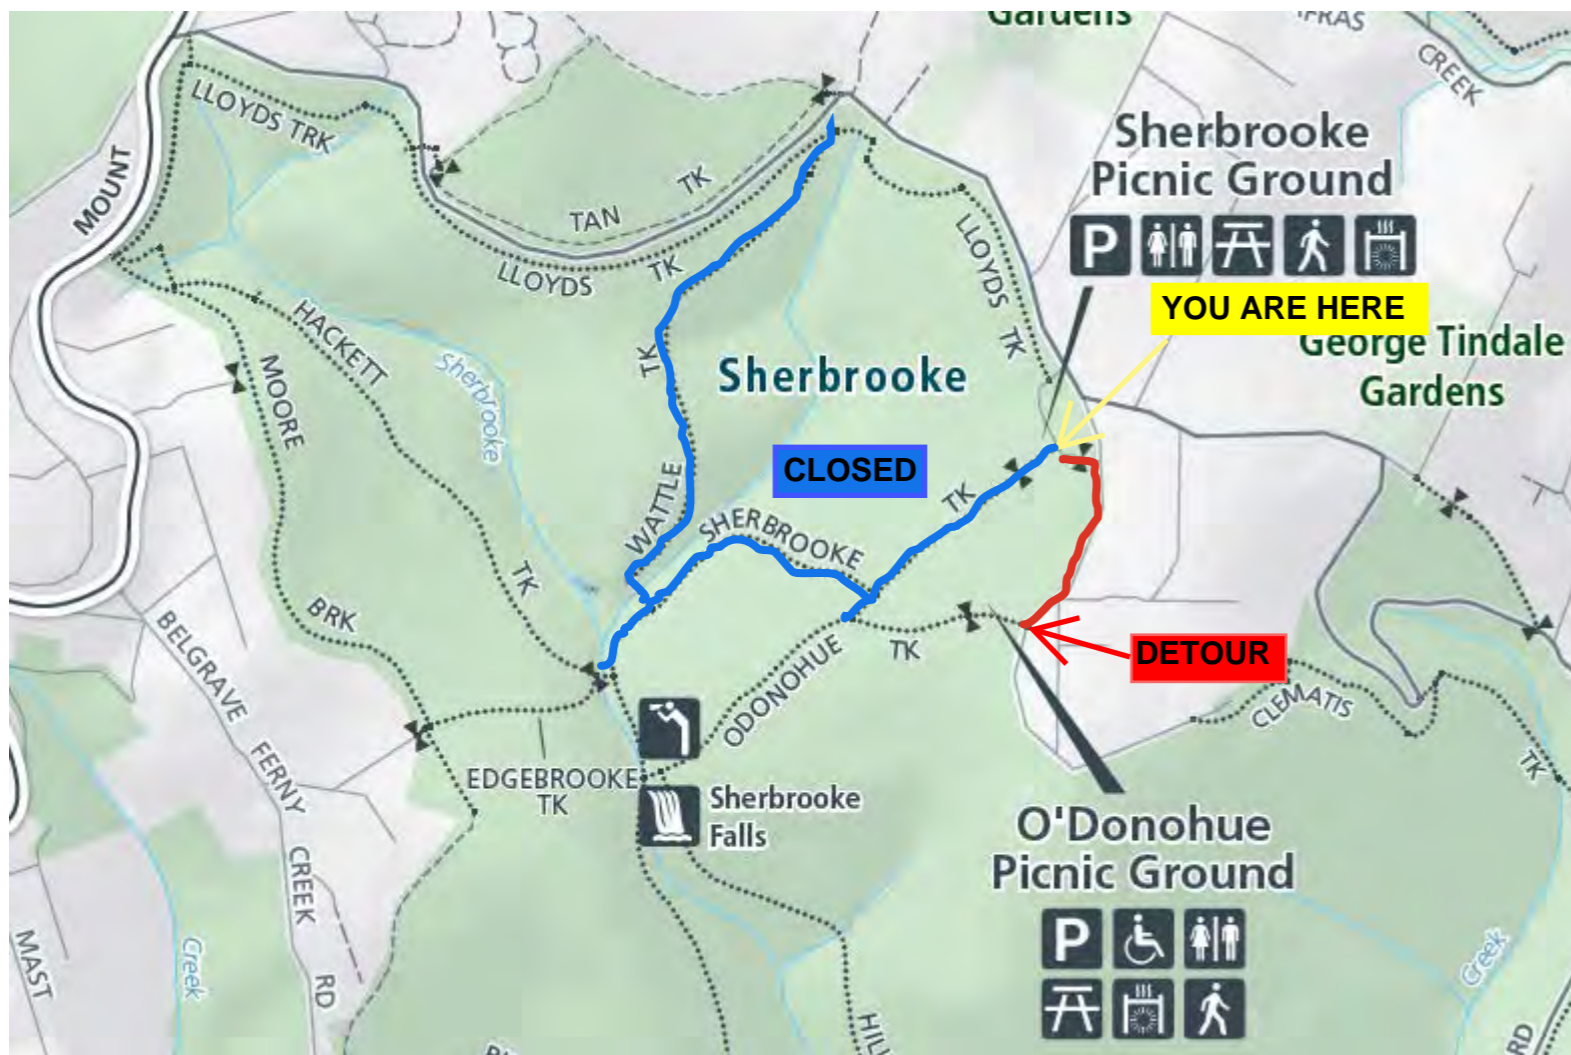 Gardens
CREEK
LLOYDS TRK
MOUNT
TAN
TK
LLOYDS
TK
Sherbrooke
Picnic Ground
P
LLOYDS
TK
YOU ARE HERE
George Tindale
Gardens
HACKETT
TK
MOORE
BRK
Sherbrooke
TK
WATTLE
Sherbrooke
CLOSED
TK
SHERBROOKE
ODONOHUE
TK
DETOUR
CLEMATIS
TK
BELGRAVE
FERNY
CREEK
RD
EDGEBROOKE
TK
Sherbrooke
Falls
O'Donohue
Picnic Ground
P
MAST
Creek
Creek
RD